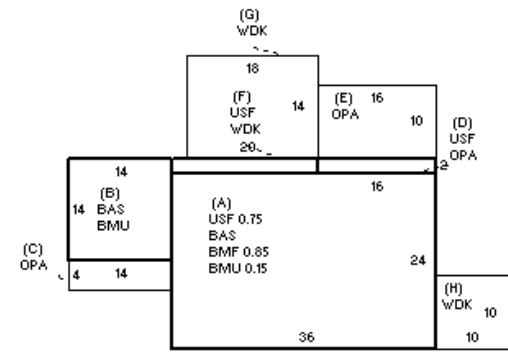 (G)
WDK
18
(F)
USF
WDK
14
20
(E)
OPA
16
10
(D)
USF
OPA
2
14
14
(B)
BAS
BMU
(A)
USF 0.75
BAS
BMF 0.85
BMU 0.15
16
24
36
(C)
OPA
4
14
(H)
WDK
10
10